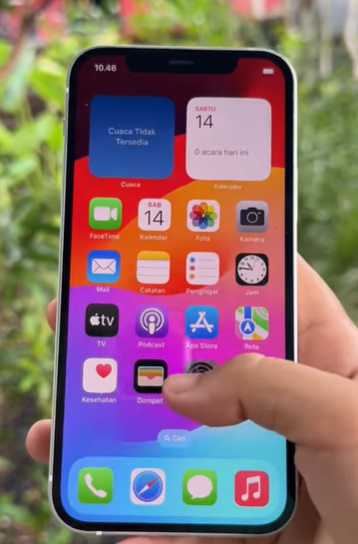 10.46
Cuaca Tidak
Tersedia
SABTU
14
0 acara hari ini
Cuaca
Kalender
SAB
14
FaceTime
Kalender
Foto
Kamera
Mail
Catatan
Pengingat
Jam
tv
TV
Podcast
App Store
Peta
Kesehatan
Dompet
Cari